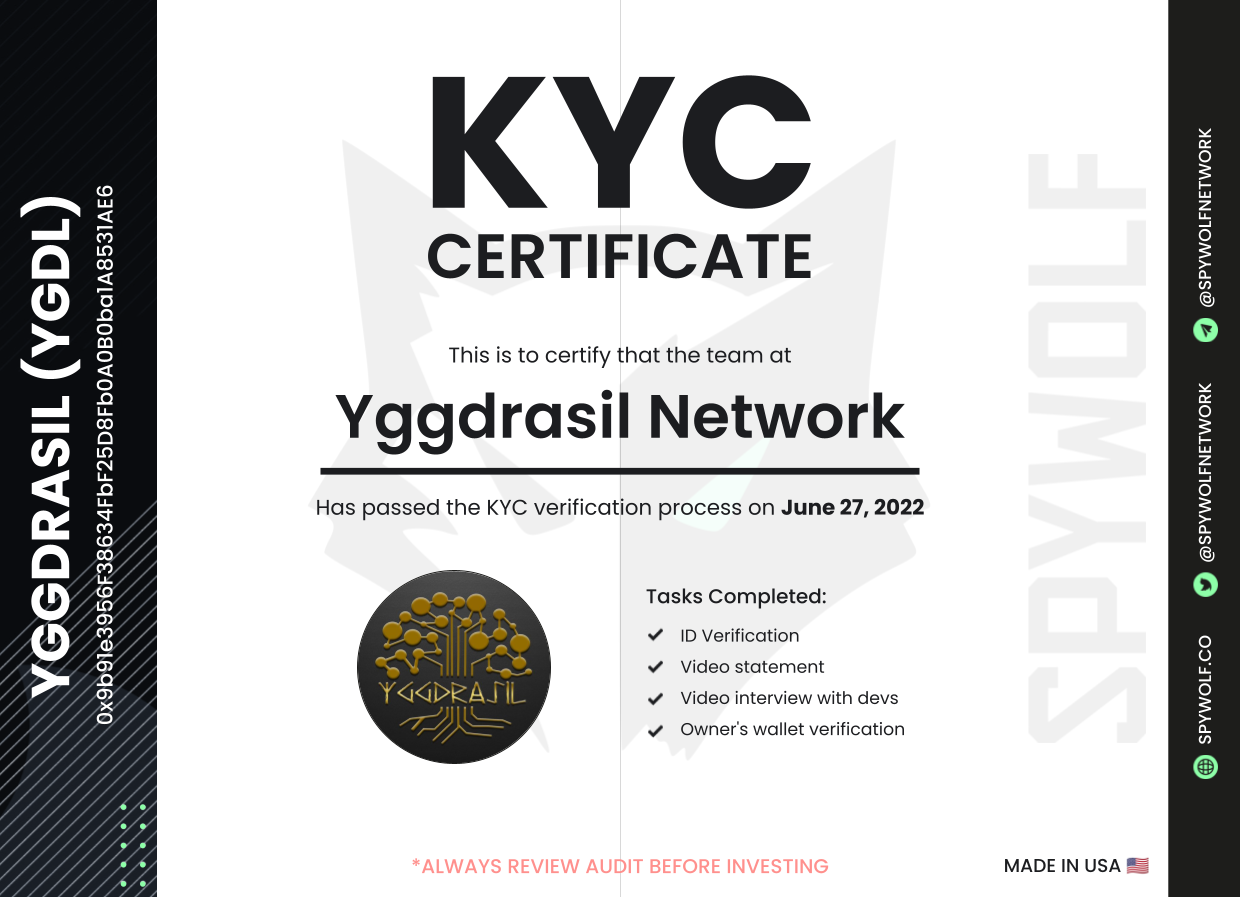 YGGDRASIL (YGDL)
0x9b91e3956F38634FbF25D8Fb0A0B0ba1A8531AE6
KYC
CERTIFICATE
This is to certify that the team at
Yggdrasil Network
Has passed the KYC verification process on June 27, 2022
YGGDRASIL
Tasks Completed:
ID Verification
Video statement
Video interview with devs
Owner's wallet verification
*ALWAYS REVIEW AUDIT BEFORE INVESTING
MADE IN USA 🇺🇸
SPYWOLF
SPYWOLF.CO
@SPYWOLFNETWORK
@SPYWOLFNETWORK